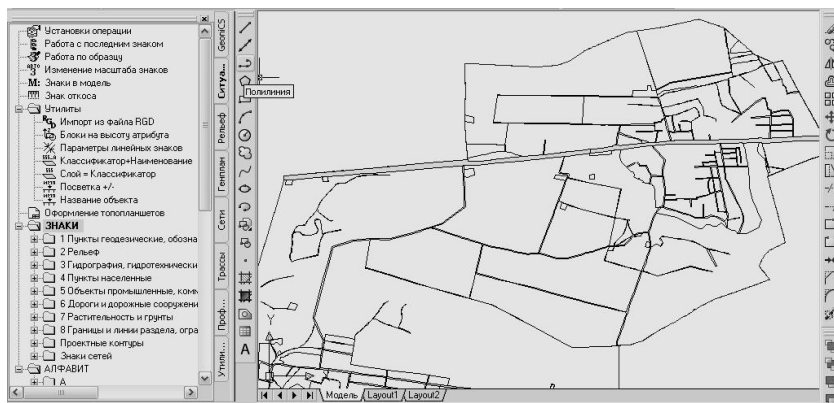 Установки операции
Работа с последним знаком
Работа по образцу
Изменение масштаба знаков
М: Знаки в модель
Знак откоса
Утилиты
Импорт из файла RGD
Блоки на высоту атрибута
Параметры линейных знаков
Классификатор+Наименование
Слой = Классификатор
Посветка +/-
Название объекта
Оформление топопланшетов
ЗНАКИ
1 Пункты геодезические, обозна
2 Рельеф
3 Гидрография, гидротехнически
4 Пункты населенные
5 Объекты промышленные, комм
6 Дороги и дорожные сооружени
7 Растительность и грунты
8 Границы и линии раздела, огра
Проектные контуры
Знаки сетей
АЛФАВИТ
А
GeoniCS
Ситуа...
Рельеф
Генплан
Сети
Трассы
Проф...
Утили...
Полилиния
A
Y
Модель
Layout1
Layout2